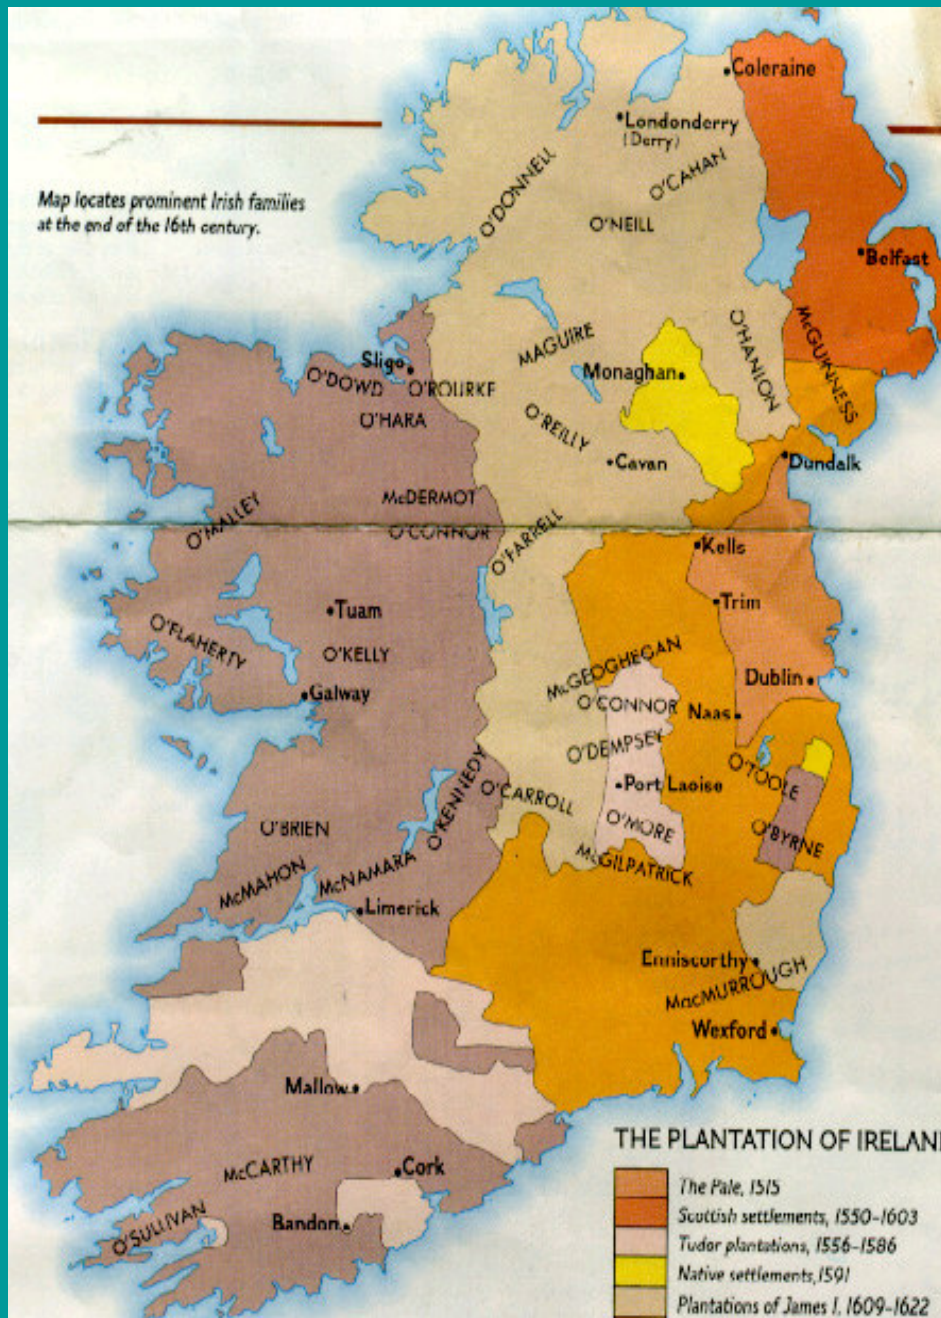 Coleraine
Londonderry
(Derry)
Map locates prominent Irish families
at the end of the 16th century.
O'DONNELL
O'CAHAN
O'NEILL
Belfast
MAGUIRE
O'HANLON
McGUINNESS
Sligo
O'DOWD
O'ROURKE
Monaghan
O'HARA
O'REILLY
Cavan
Dundalk
McDERMOT
O'MALLEY
O'CONNOR
O'FARRELL
Kells
Tuam
Trim
O'FLAHERTY
O'KELLY
McGEOGHEGAN
Dublin
Galway
O'CONNOR
Naas
O'DEMPSEY
O'TOOLE
O'KENNEDY
O'CARROLL
Port Laoise
O'BRIEN
O'MORE
O'BYRNE
McMAHON
McNAMARA
McGILPATRICK
Limerick
Enniscorthy
MacMURROUGH
Wexford
Mallow
THE PLANTATION OF IRELAN
McCARTHY
Cork
The Pale, 1515
Scottish settlements, 1550–1603
O'SULLIVAN
Bandon
Tudor plantations, 1556–1586
Native settlements, 1591
Plantations of James I, 1609–1622